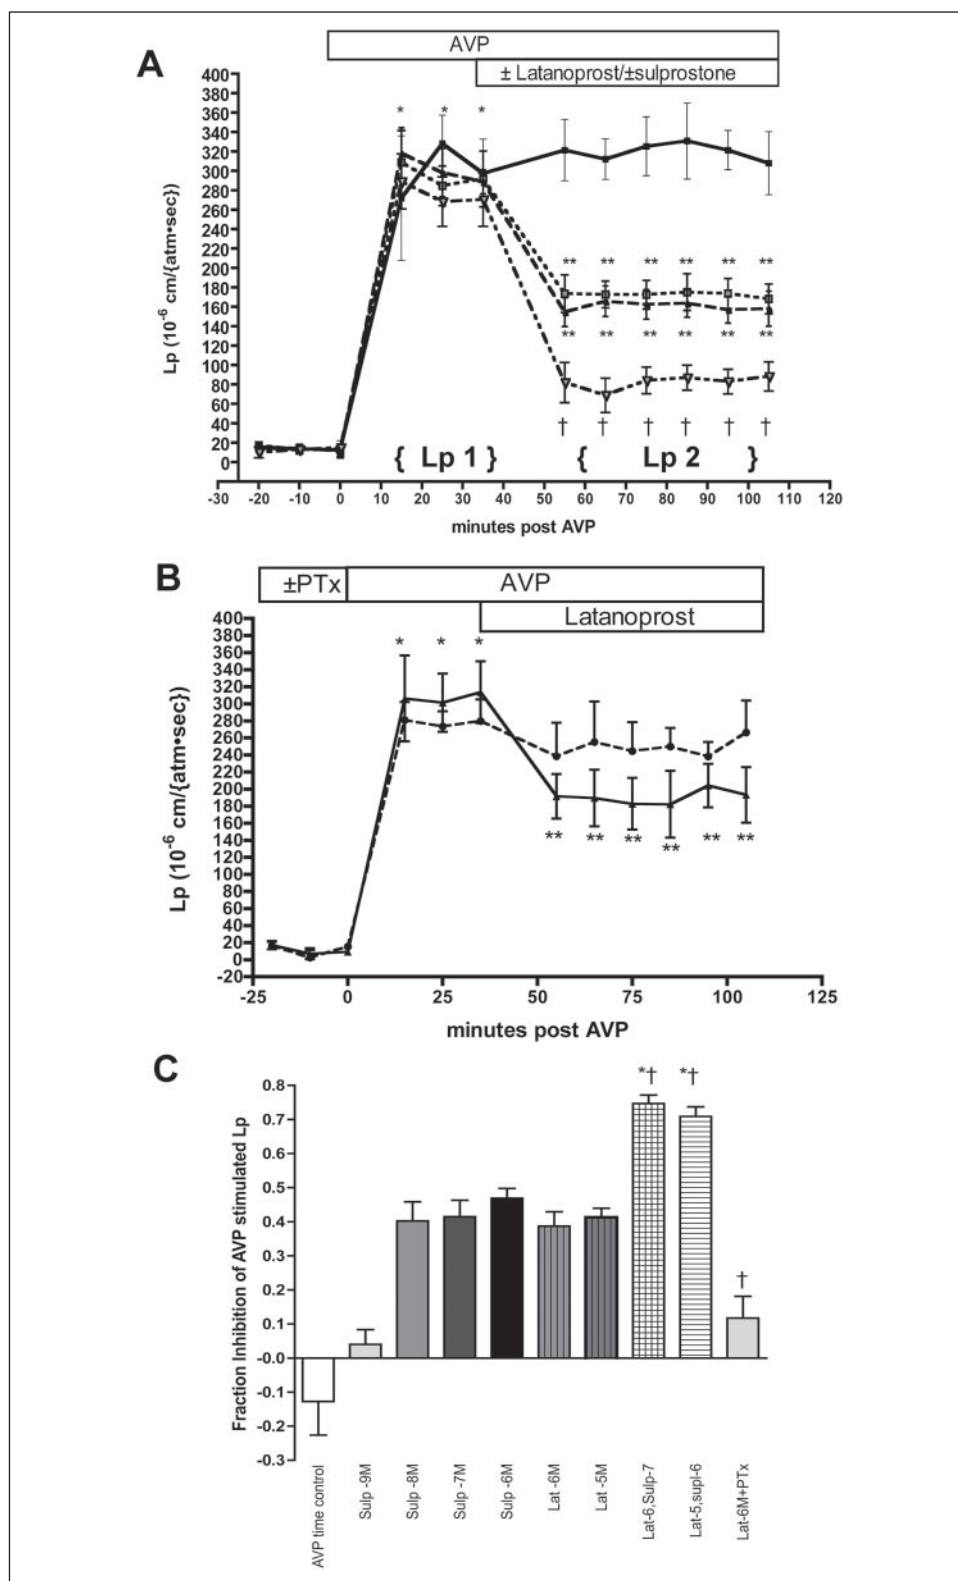 A
AVP
± Latanoprost/±sulprostone
400
380
360
340
320
300
280
260
240
220
200
180
160
140
120
100
80
60
40
20
0
Lp (10-6 cm/{atm•sec})
* * *
** ** ** ** ** **
** ** ** ** ** **
† † † † † †
{ Lp 1 } { Lp 2 }
-30 -20 -10 0 10 20 30 40 50 60 70 80 90 100 110 120
minutes post AVP
B
±PTx AVP
Latanoprost
400
380
360
340
320
300
280
260
240
220
200
180
160
140
120
100
80
60
40
20
0
-20
Lp (10-6 cm/{atm•sec})
* * *
** ** ** ** ** **
-25 0 25 50 75 100 125
minutes post AVP
C
0.8
0.7
0.6
0.5
0.4
0.3
0.2
0.1
-0.0
-0.1
-0.2
-0.3
Fraction Inhibition of AVP stimulated Lp
*† *†
†
AVP time control
Sulp -9M
Sulp -8M
Sulp -7M
Sulp -6M
Lat -6M
Lat -5M
Lat-6,Sulp-7
Lat-5,supl-6
Lat-6M+PTx